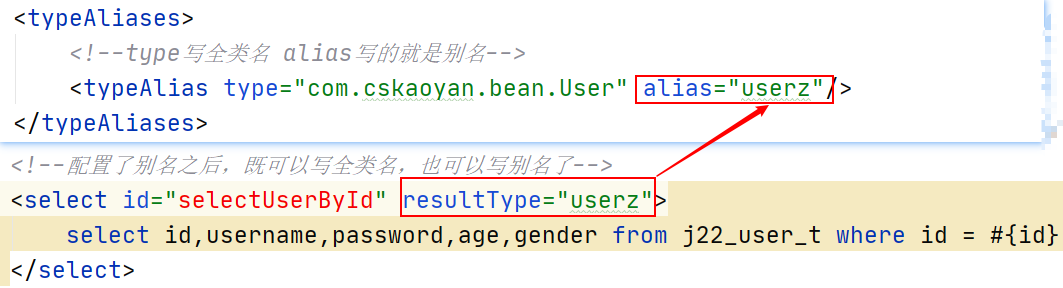 <typeAliases>
<!--type写全类名 alias写的就是别名-->
<typeAlias type="com.cskaoyan.bean.User" alias="userz"/>
</typeAliases>
<!--配置了别名之后，既可以写全类名，也可以写别名了-->
<select id="selectUserById" resultType="userz">
select id,username,password,age,gender from j22_user_t where id = #{id}
</select>